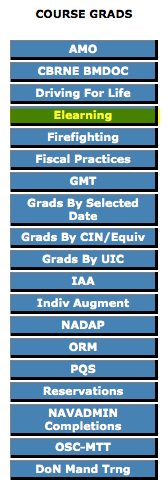 COURSE GRADS
AMO
CBRNE BMDOC
Driving For Life
Elearning
Firefighting
Fiscal Practices
GMT
Grads By Selected
Date
Grads By CIN/Equiv
Grads By UIC
IAA
Indiv Augment
NADAP
ORM
PQS
Reservations
NAVADMIN
Completions
OSC-MTT
DoN Mand Trng